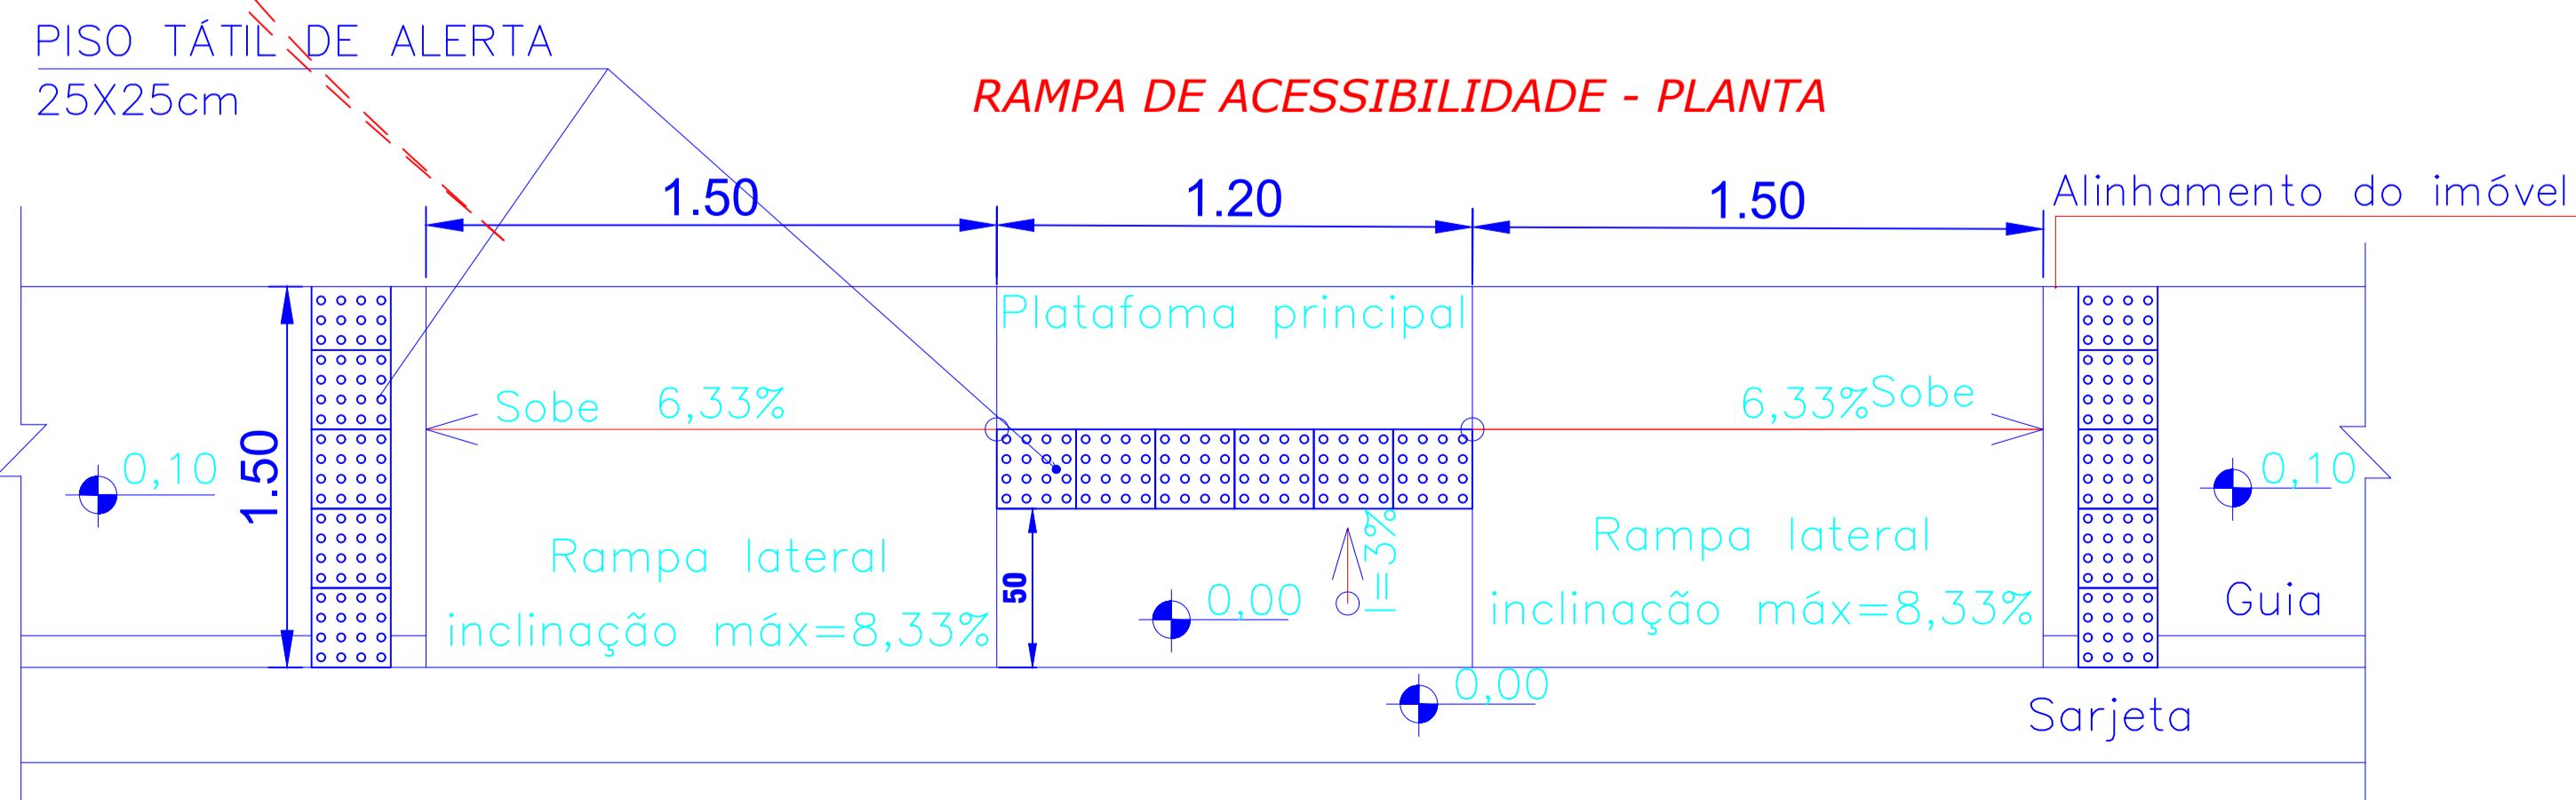 PISO TÁTIL DE ALERTA
25X25cm
RAMPA DE ACESSIBILIDADE - PLANTA
1.50
1.20
1.50
Alinhamento do imóvel
Platafoma principal
Sobe 6,33%
6,33% Sobe
0,10
1.50
0,10
Rampa lateral
inclinação máx=8,33%
50
0,00
I=3%
Rampa lateral
inclinação máx=8,33%
Guia
0,00
Sarjeta